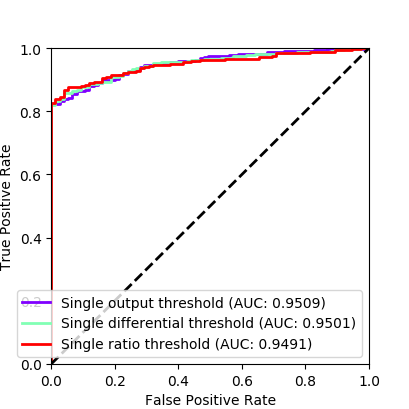 1.0
0.8
0.6
0.4
0.2
0.0
True Positive Rate
Single output threshold (AUC: 0.9509)
Single differential threshold (AUC: 0.9501)
Single ratio threshold (AUC: 0.9491)
0.0 0.2 0.4 0.6 0.8 1.0
False Positive Rate